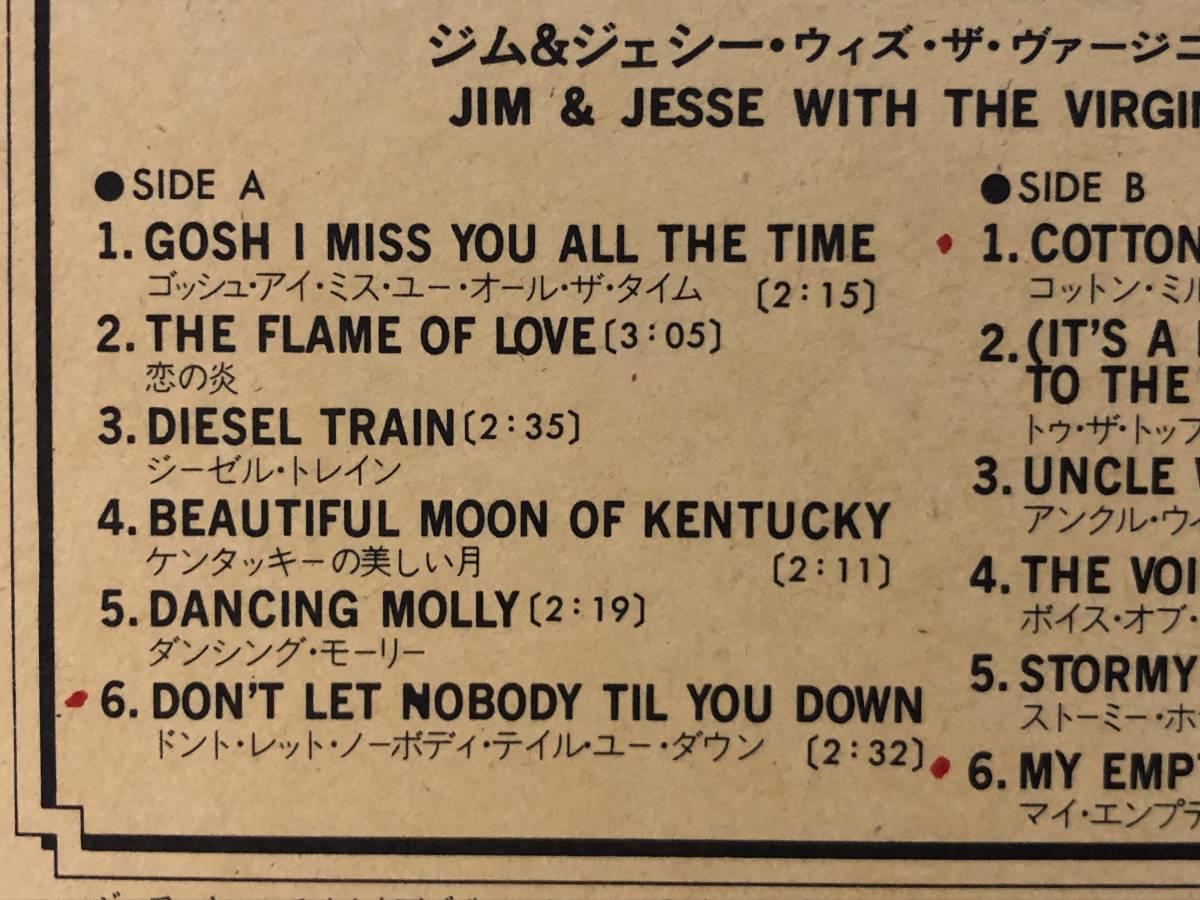 ジム&ジェシー・ウィズ・ザ・ヴァージニ
JIM & JESSE WITH THE VIRGIN
●SIDE A
1. GOSH I MISS YOU ALL THE TIME
ゴッシュ・アイ・ミス・ユー・オール・ザ・タイム 〔2:15〕
2. THE FLAME OF LOVE〔3:05〕
恋の炎
3. DIESEL TRAIN〔2:35〕
ジーゼル・トレイン
4. BEAUTIFUL MOON OF KENTUCKY
ケンタッキーの美しい月 〔2:11〕
5. DANCING MOLLY〔2:19〕
ダンシング・モーリー
6. DON'T LET NOBODY TIL YOU DOWN
ドント・レット・ノーボディ・テイル・ユー・ダウン 〔2:32〕
●SIDE B
1. COTTON
コットン・ミル
2. (IT'S A
TO THE
トゥ・ザ・トップ
3. UNCLE
アンクル・ウィ
4. THE VOI
ボイス・オブ・
5. STORMY
ストーミー・ホ
6. MY EMP
マイ・エンプテ